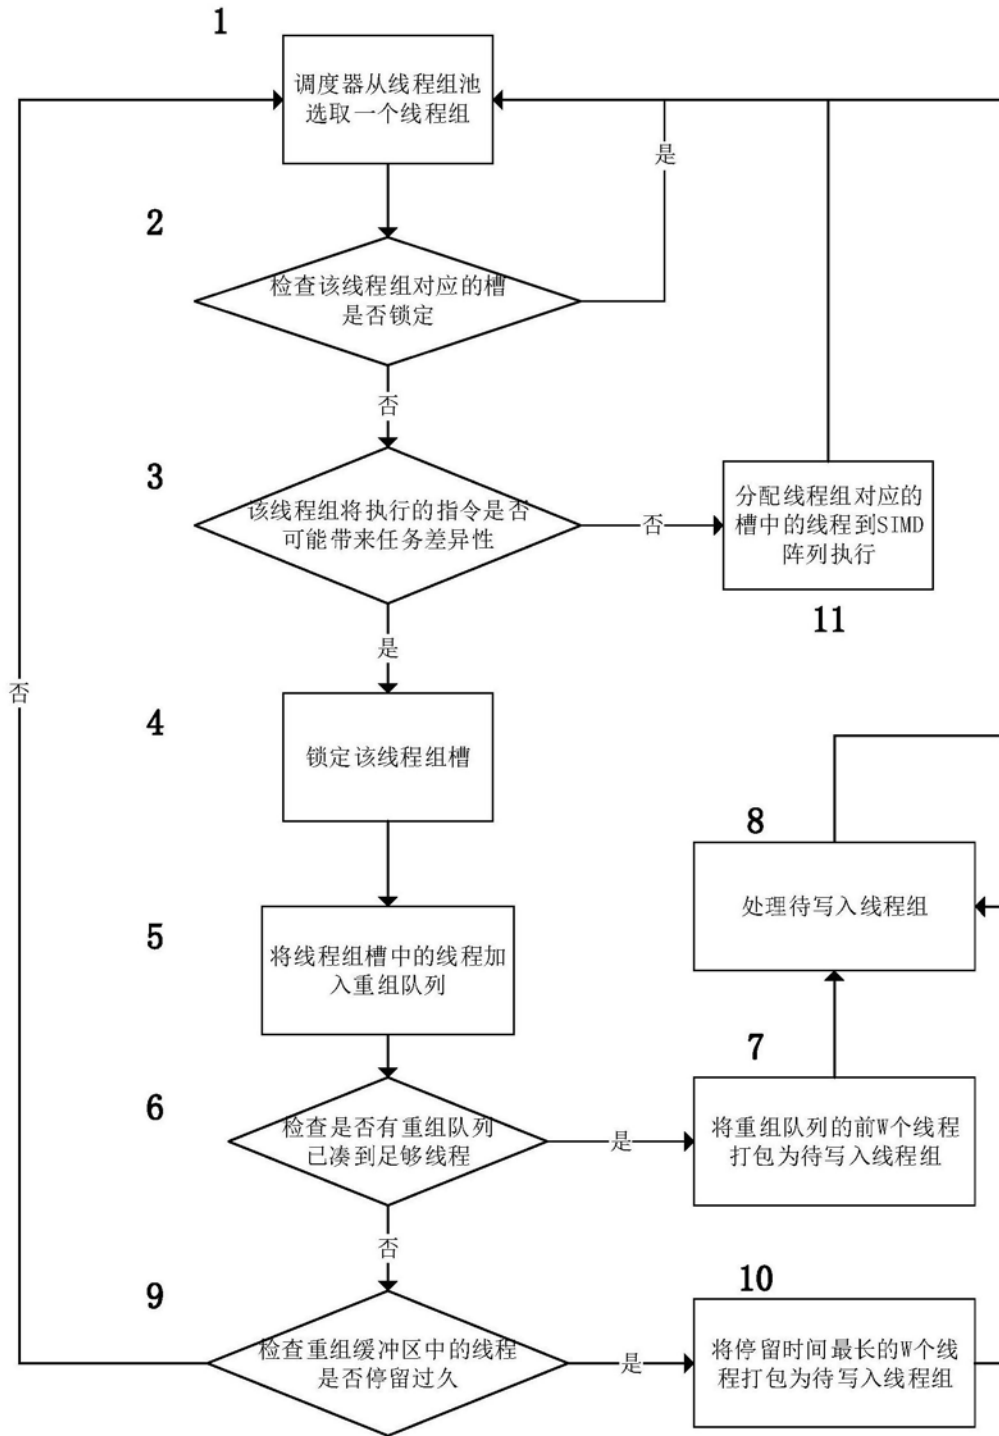 1
调度器从线程组池
选取一个线程组
是
2
检查该线程组对应的槽
是否锁定
否
3
该线程组将执行的指令是否
可能带来任务差异性
否
分配线程组对应的
槽中的线程到SIMD
阵列执行
11
是
否
4
锁定该线程组槽
8
处理待写入线程组
5
将线程组槽中的线程加
入重组队列
7
6
检查是否有重组队列
已凑到足够线程
是
将重组队列的前W个线程
打包为待写入线程组
否
9
10
检查重组缓冲区中的线程
是否停留过久
是
将停留时间最长的W个线
程打包为待写入线程组